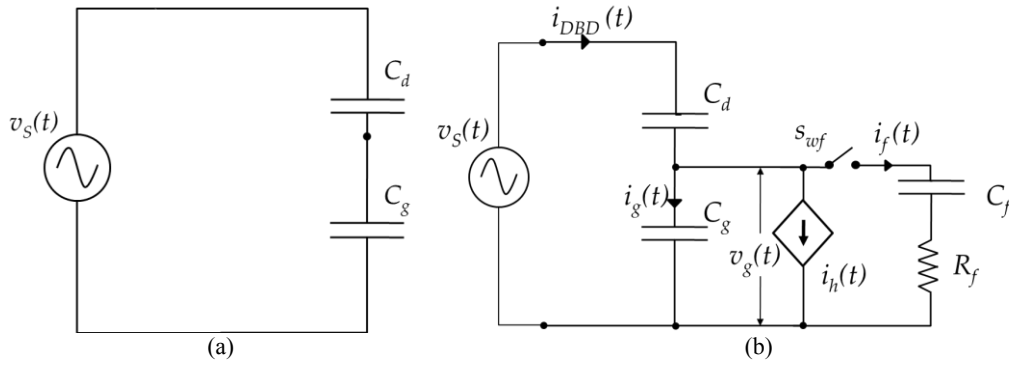 v_S(t)
C_d
C_g
(a)
i_DBD (t)
v_S(t)
C_d
s_wf
i_f(t)
i_g(t)
C_g
v_g(t)
i_h(t)
C_f
R_f
(b)